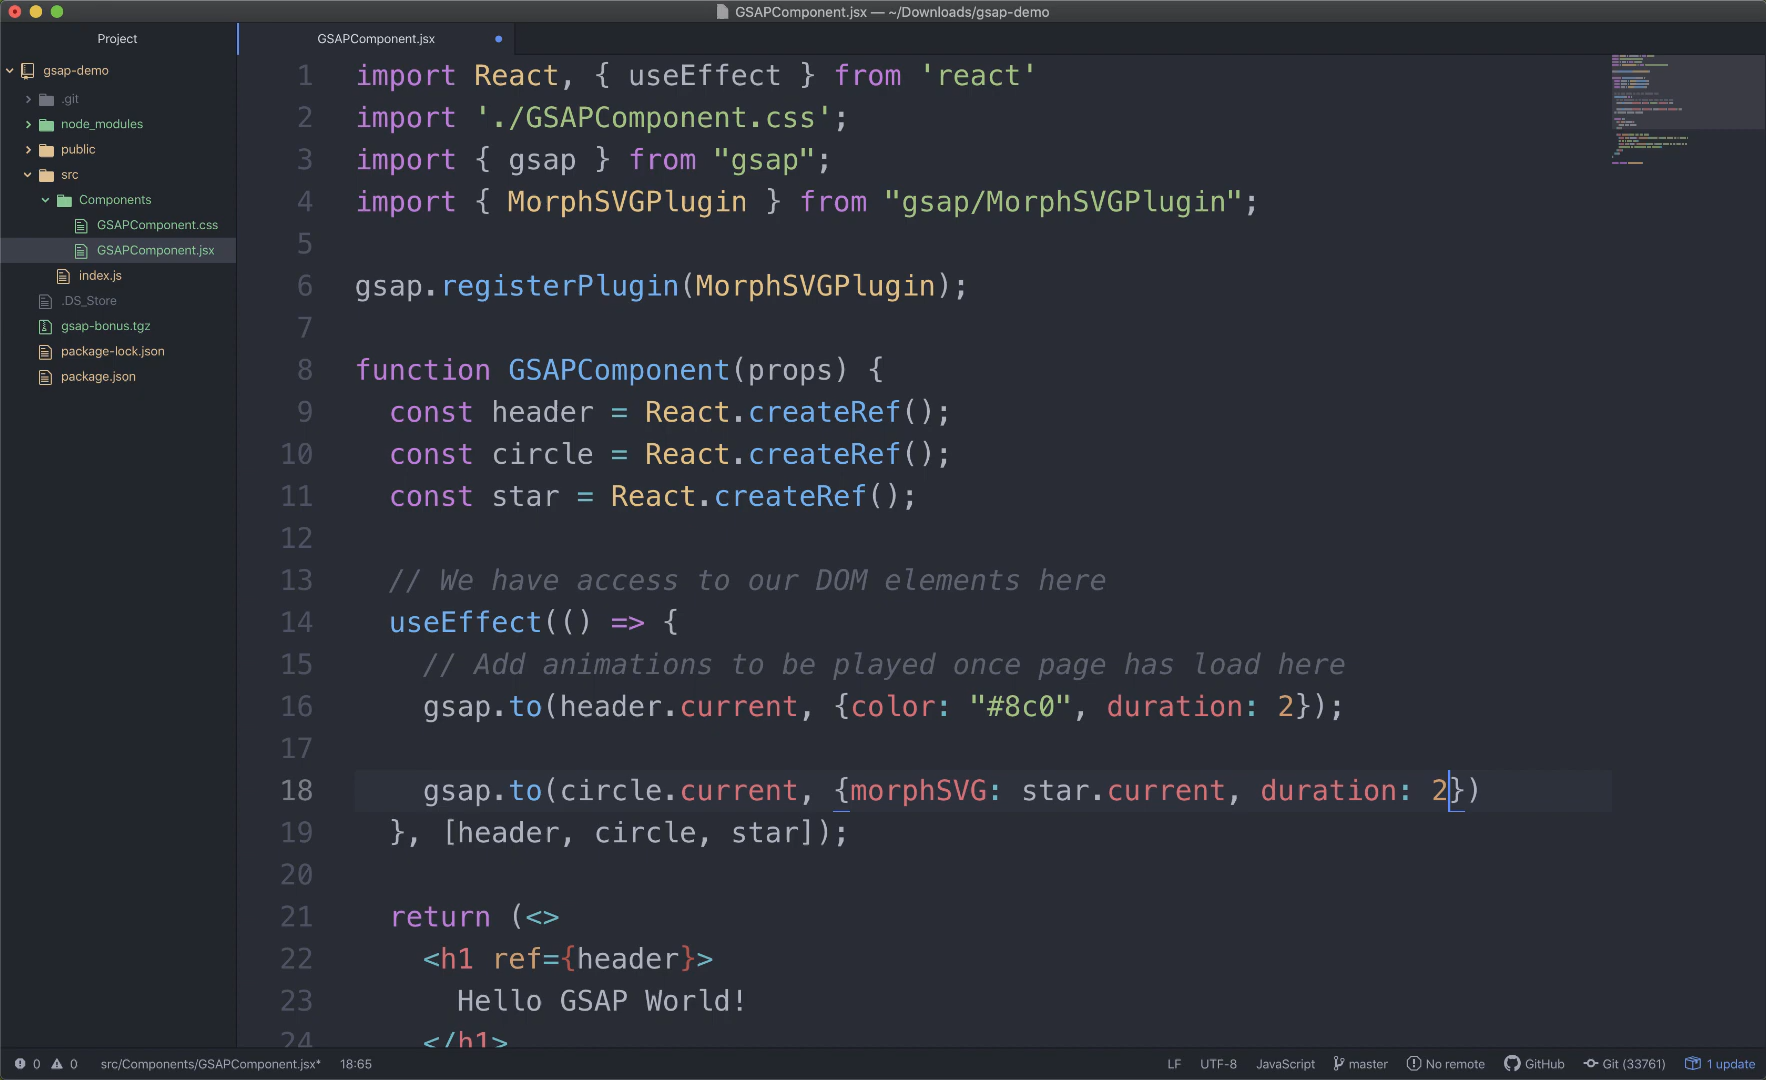 GSAPComponent.jsx — ~/Downloads/gsap-demo
Project
gsap-demo
.git
node_modules
public
src
Components
GSAPComponent.css
GSAPComponent.jsx
index.js
.DS_Store
gsap-bonus.tgz
package-lock.json
package.json
GSAPComponent.jsx
1 import React, { useEffect } from 'react'
2 import './GSAPComponent.css';
3 import { gsap } from "gsap";
4 import { MorphSVGPlugin } from "gsap/MorphSVGPlugin";
5
6 gsap.registerPlugin(MorphSVGPlugin);
7
8 function GSAPComponent(props) {
9 const header = React.createRef();
10 const circle = React.createRef();
11 const star = React.createRef();
12
13 // We have access to our DOM elements here
14 useEffect(() => {
15 // Add animations to be played once page has load here
16 gsap.to(header.current, {color: "#8c0", duration: 2});
17
18 gsap.to(circle.current, {morphSVG: star.current, duration: 2})
19 }, [header, circle, star]);
20
21 return (<>
22 <h1 ref={header}>
23 Hello GSAP World!
24 </h1>
0 0 src/Components/GSAPComponent.jsx* 18:65 LF UTF-8 JavaScript master No remote GitHub Git (33761) 1 update